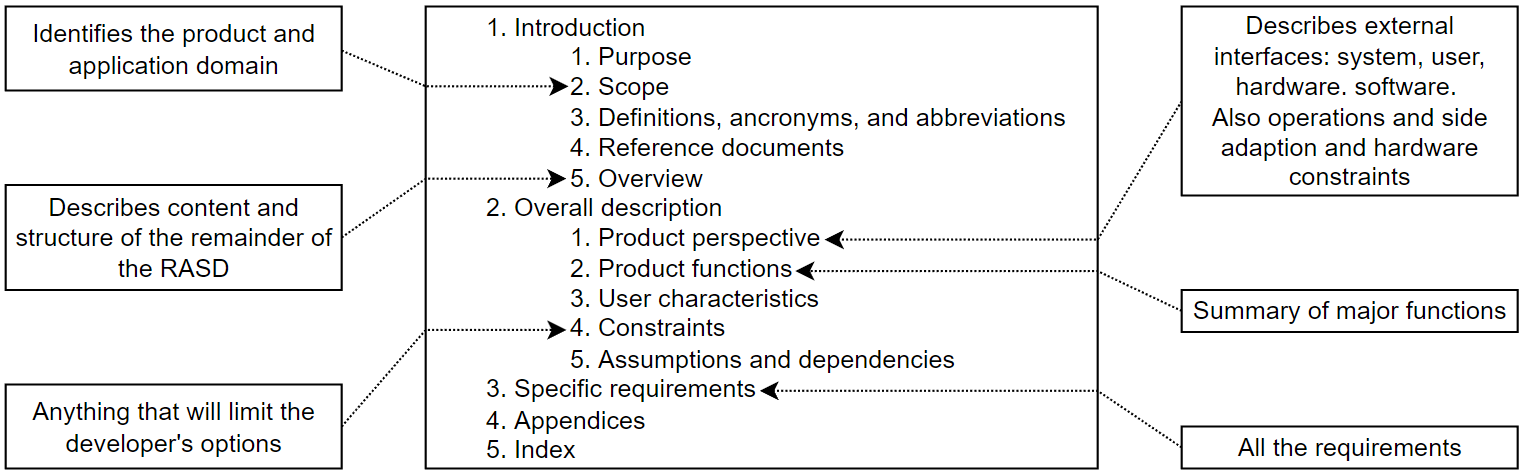 Identifies the product and
application domain
Describes content and
structure of the remainder of
the RASD
Anything that will limit the
developer's options
1. Introduction
1. Purpose
2. Scope
3. Definitions, ancronyms, and abbreviations
4. Reference documents
5. Overview
2. Overall description
1. Product perspective
2. Product functions
3. User characteristics
4. Constraints
5. Assumptions and dependencies
3. Specific requirements
4. Appendices
5. Index
Describes external
interfaces: system, user,
hardware. software.
Also operations and side
adaption and hardware
constraints
Summary of major functions
All the requirements